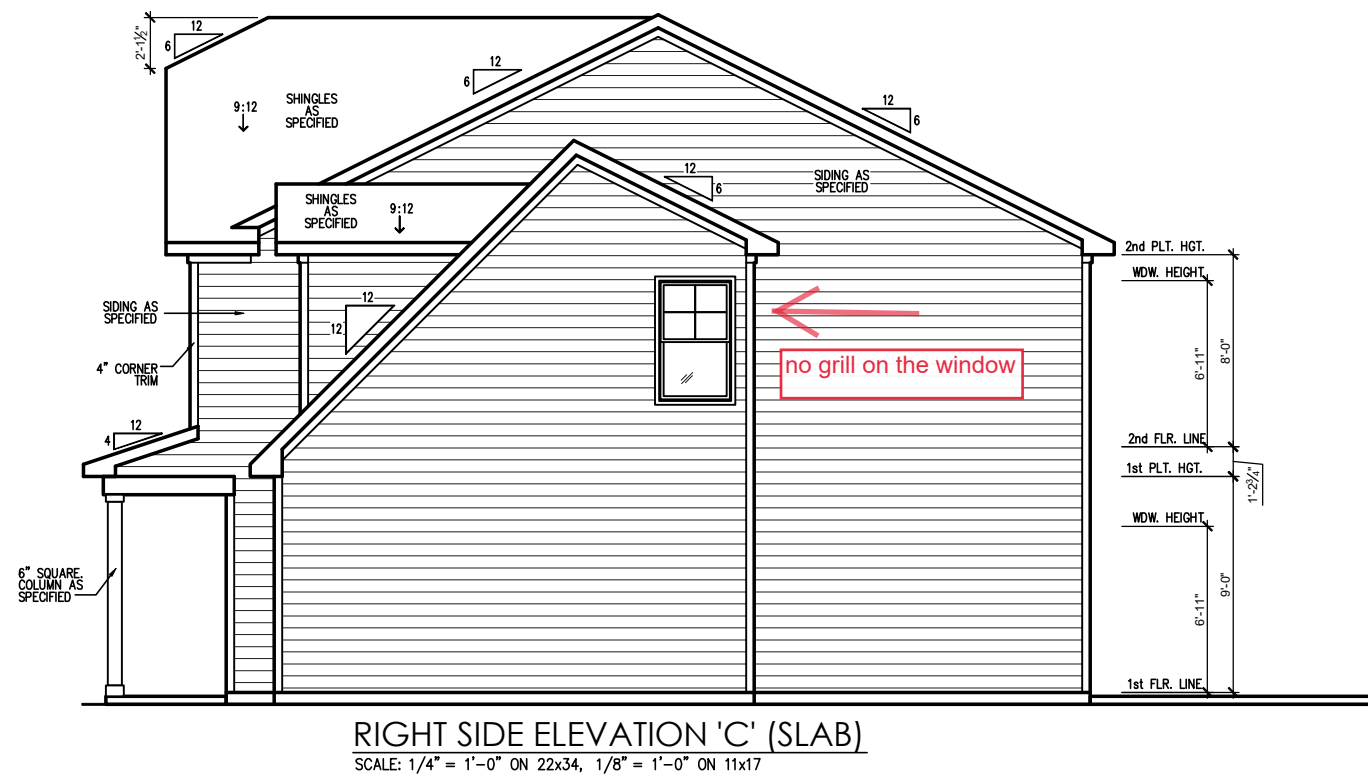 2'-1½"
12
6
12
6
12
6
9:12
SHINGLES
AS
SPECIFIED
12
6
SIDING AS
SPECIFIED
SHINGLES
AS
SPECIFIED
9:12
2nd PLT. HGT.
WDW. HEIGHT
SIDING AS
SPECIFIED
12
12
4" CORNER
TRIM
no grill on the window
6'-11"
8'-0"
12
4
2nd FLR. LINE
1st PLT. HGT.
1'-2¾"
WDW. HEIGHT
6" SQUARE.
COLUMN AS
SPECIFIED
6'-11"
9'-0"
1st FLR. LINE
RIGHT SIDE ELEVATION 'C' (SLAB)
SCALE: 1/4" = 1'-0" ON 22x34, 1/8" = 1'-0" ON 11x17